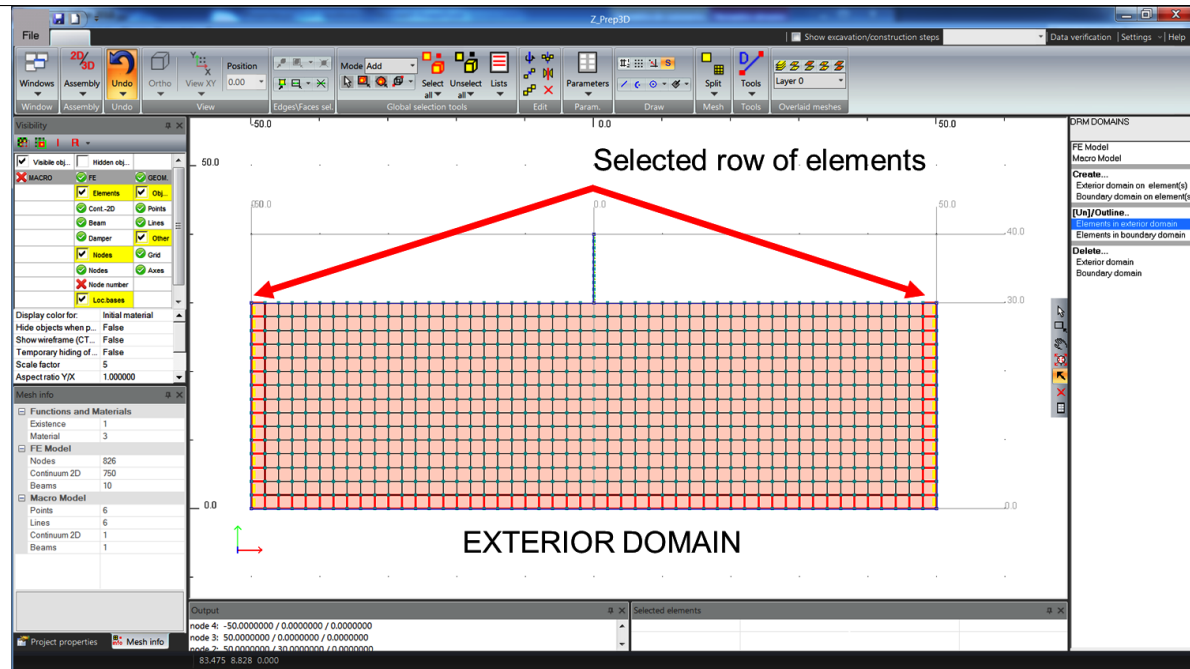 Z_Prep3D
File
Show excavation/construction steps
Data verification | Settings | Help
Windows
Assembly
Undo
Ortho
View XY
Position
0.00
Mode Add
Select all
Unselect all
Lists
Parameters
Split
Tools
Layer 0
Window
Assembly
Undo
View
Edges\Faces sel.
Global selection tools
Edit
Param.
Draw
Mesh
Tools
Overlaid meshes
Visibility
Visibile obj...
Hidden obj...
MACRO
FE
GEOM.
Elements
Obj...
Cont.-2D
Points
Beam
Lines
Damper
Other
Nodes
Grid
Nodes
Axes
Node number
Loc.bases
Display color for: Initial material
Hide objects when p... False
Show wireframe (CT... False
Temporary hiding of... False
Scale factor 5
Aspect ratio Y/X 1.000000
Mesh info
Functions and Materials
Existence 1
Material 3
FE Model
Nodes 826
Continuum 2D 750
Beams 10
Macro Model
Points 6
Lines 6
Continuum 2D 1
Beams 1
Project properties
Mesh info
-50.0
0.0
50.0
50.0
Selected row of elements
0.0
50.0
40.0
30.0
0.0
0.0
EXTERIOR DOMAIN
Output
node 4: -50.0000000 / 0.0000000 / 0.0000000
node 3: 50.0000000 / 0.0000000 / 0.0000000
node 2: 50.0000000 / 30.0000000 / 0.0000000
Selected elements
83.475 8.828 0.000
DRM DOMAINS
FE Model
Macro Model
Create...
Exterior domain on element(s)
Boundary domain on element(s
[Un]/Outline..
Elements in exterior domain
Elements in boundary domain
Delete...
Exterior domain
Boundary domain